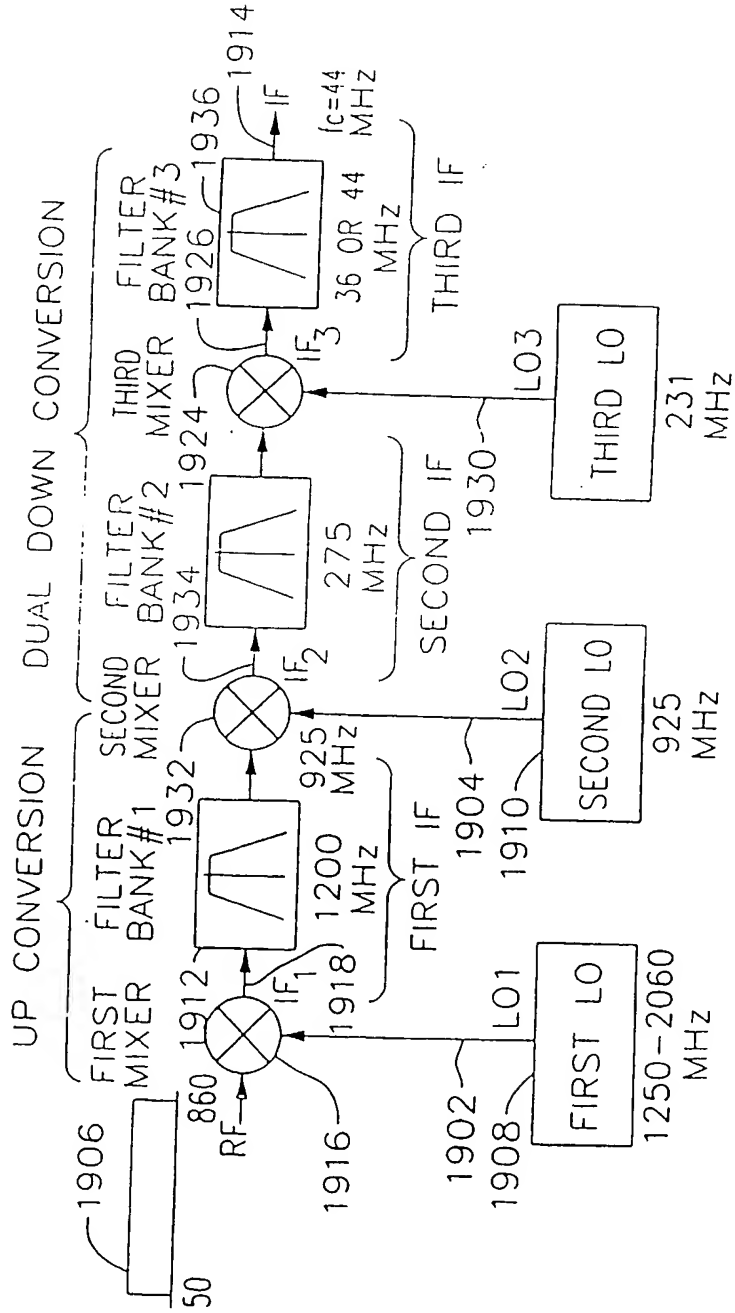 UP CONVERSION
DUAL DOWN CONVERSION
FIRST
MIXER
FILTER
BANK#1
SECOND
MIXER
FILTER
BANK#2
THIRD
MIXER
FILTER
BANK#3
1906
50
860
RF
1912
1916
IF1
1918
1932
1200
MHz
FIRST IF
925
MHz
IF2
1934
275
MHz
SECOND IF
1924
IF3
1926
1936
36 OR 44
MHz
THIRD IF
1914
IF
fc=44
MHz
1902
LO1
1908
FIRST LO
1250-2060
MHz
1904
LO2
1910
SECOND LO
925
MHz
1930
LO3
THIRD LO
231
MHz